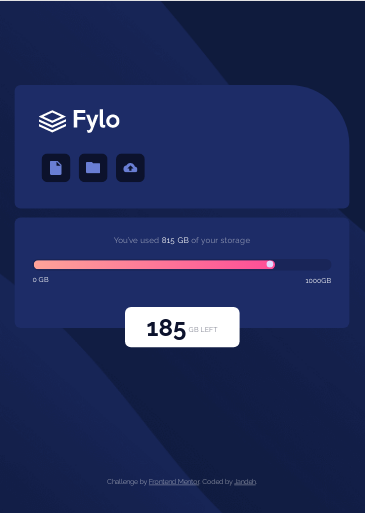 Fylo
You've used 815 GB of your storage
0 GB
1000GB
185 GB LEFT
Challenge by Frontend Mentor. Coded by Jandeh.